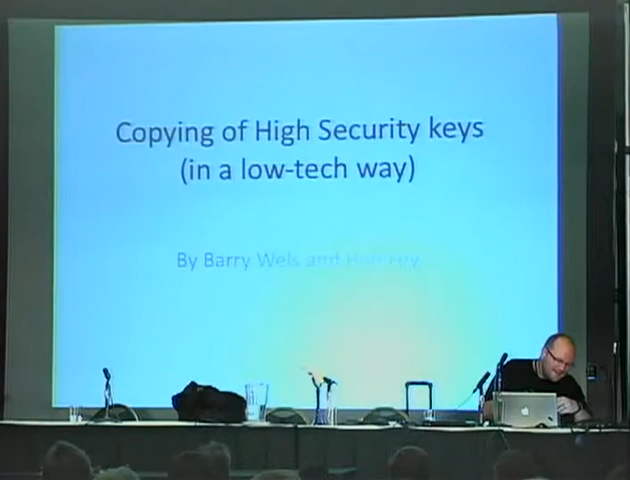 Copying of High Security keys
(in a low-tech way)
By Barry Wels and